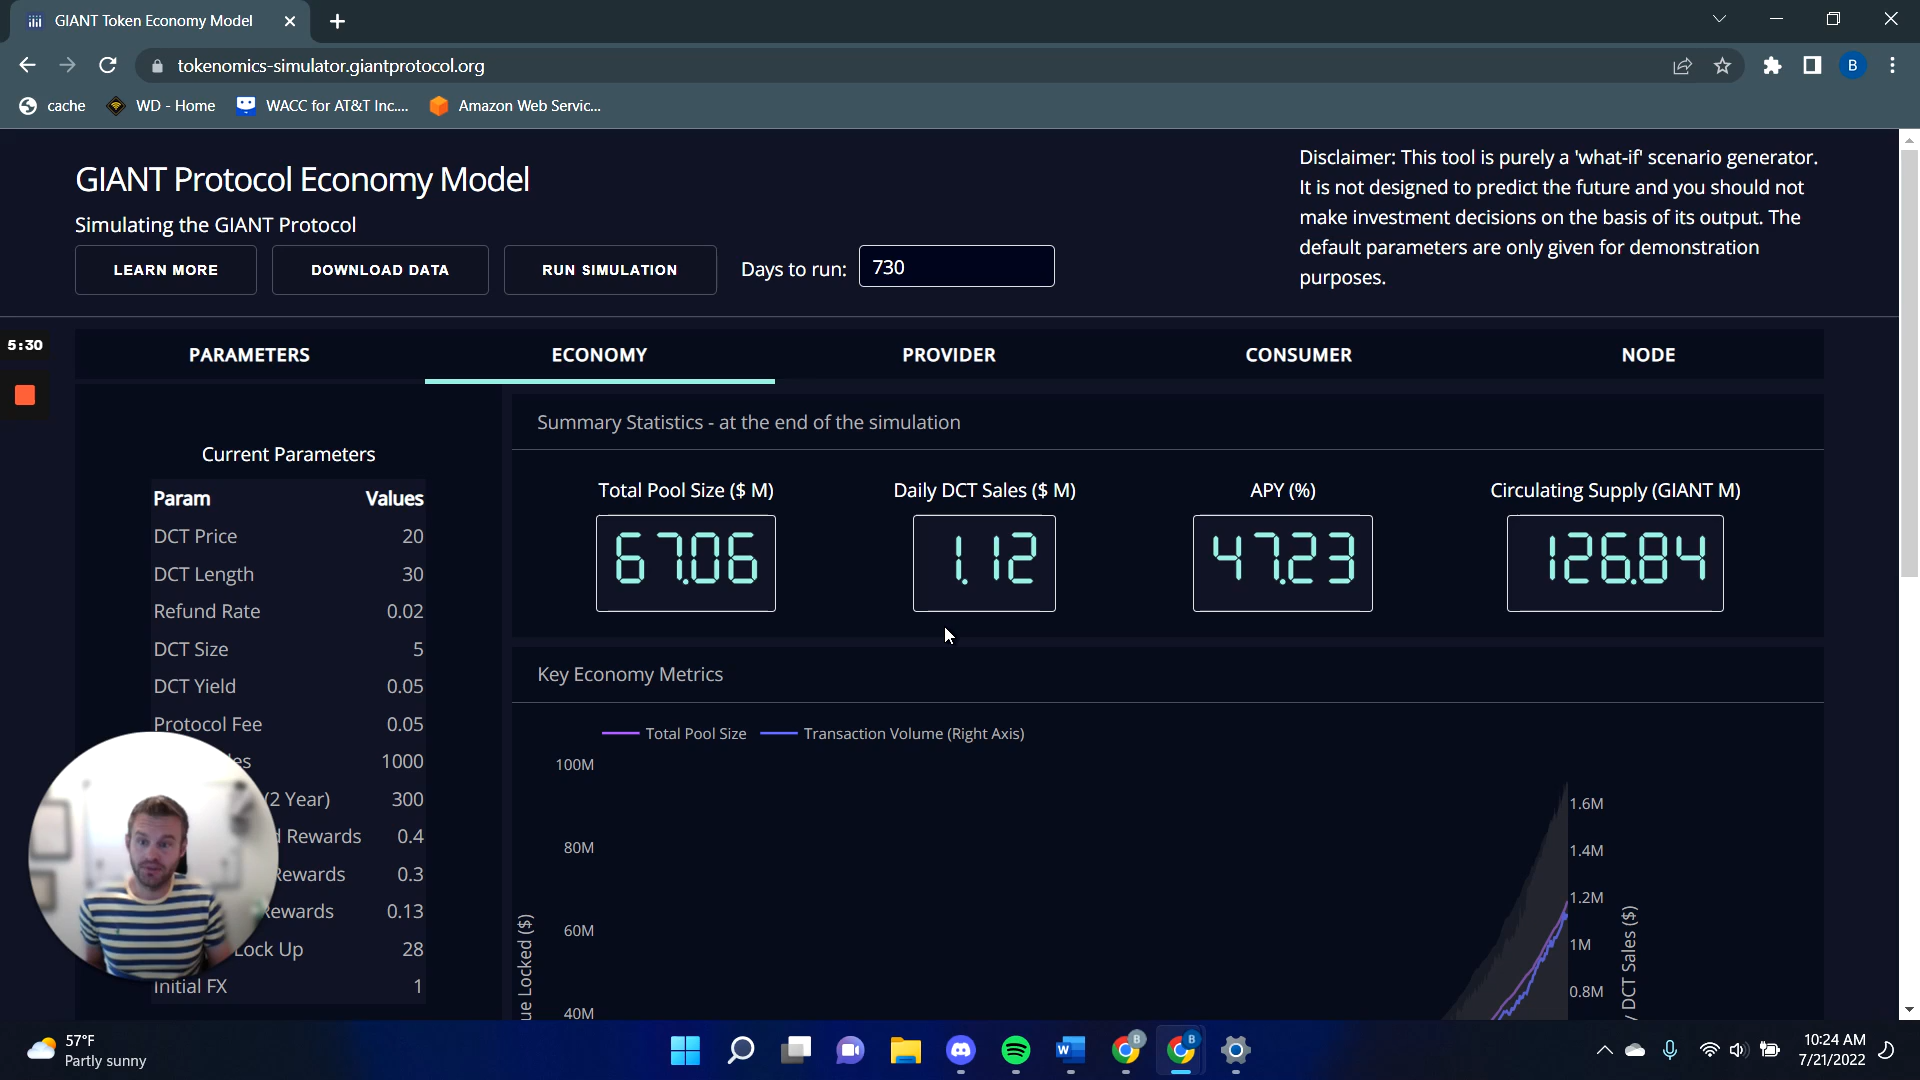 GIANT Token Economy Model
tokenomics-simulator.giantprotocol.org
B
cache
WD - Home
WACC for AT&T Inc....
Amazon Web Servic...
GIANT Protocol Economy Model
Simulating the GIANT Protocol
LEARN MORE
DOWNLOAD DATA
RUN SIMULATION
Days to run:
730
Disclaimer: This tool is purely a 'what-if' scenario generator.
It is not designed to predict the future and you should not
make investment decisions on the basis of its output. The
default parameters are only given for demonstration
purposes.
5:30
PARAMETERS
ECONOMY
PROVIDER
CONSUMER
NODE
Current Parameters
Param Values
DCT Price 20
DCT Length 30
Refund Rate 0.02
DCT Size 5
DCT Yield 0.05
Protocol Fee 0.05
1000
(2 Year) 300
Rewards 0.4
Rewards 0.3
Rewards 0.13
Lock Up 28
Initial FX 1
Summary Statistics - at the end of the simulation
Total Pool Size ($ M)
67.06
Daily DCT Sales ($ M)
1.12
APY (%)
47.23
Circulating Supply (GIANT M)
126.84
Key Economy Metrics
Total Pool Size
Transaction Volume (Right Axis)
100M
80M
60M
40M
ue Locked ($)
1.6M
1.4M
1.2M
1M
0.8M
DCT Sales ($)
57°F
Partly sunny
B
B
10:24 AM
7/21/2022